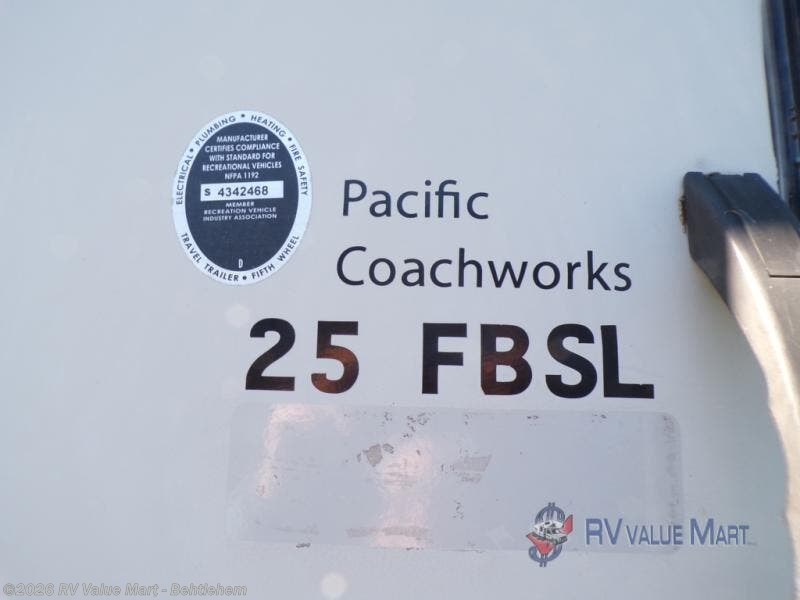 ELECTRICAL • PLUMBING • HEATING • FIRE SAFETY
MANUFACTURER
CERTIFIES COMPLIANCE
WITH STANDARD FOR
RECREATIONAL VEHICLES
NFPA 1192
S 4342468
MEMBER
RECREATION VEHICLE
INDUSTRY ASSOCIATION
D
TRAVEL TRAILER • FIFTH WHEEL
Pacific
Coachworks
25 FBSL
RV VALUE MART
©2026 RV Value Mart - Behtlehem